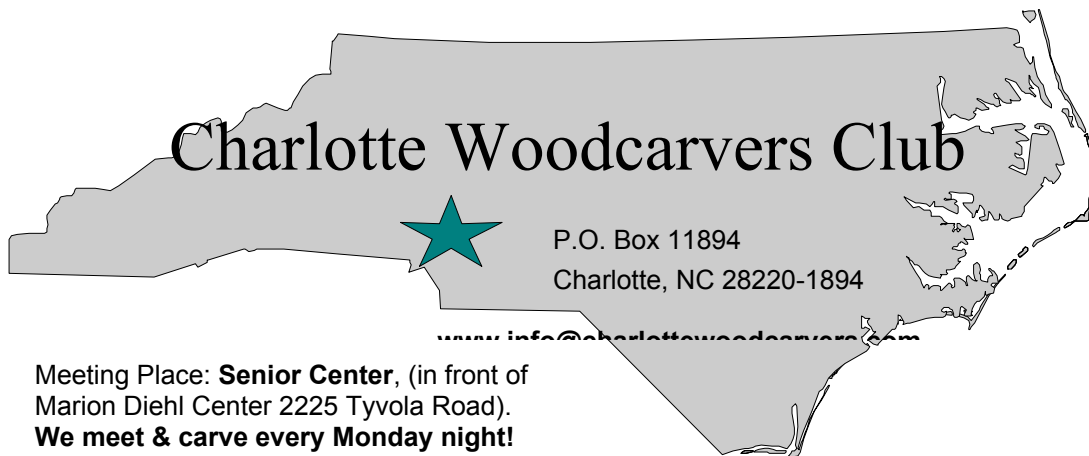 Charlotte Woodcarvers Club
P.O. Box 11894
Charlotte, NC 28220-1894
www.info@charlottewoodcarvers.com
Meeting Place: Senior Center, (in front of
Marion Diehl Center 2225 Tyvola Road).
We meet & carve every Monday night!